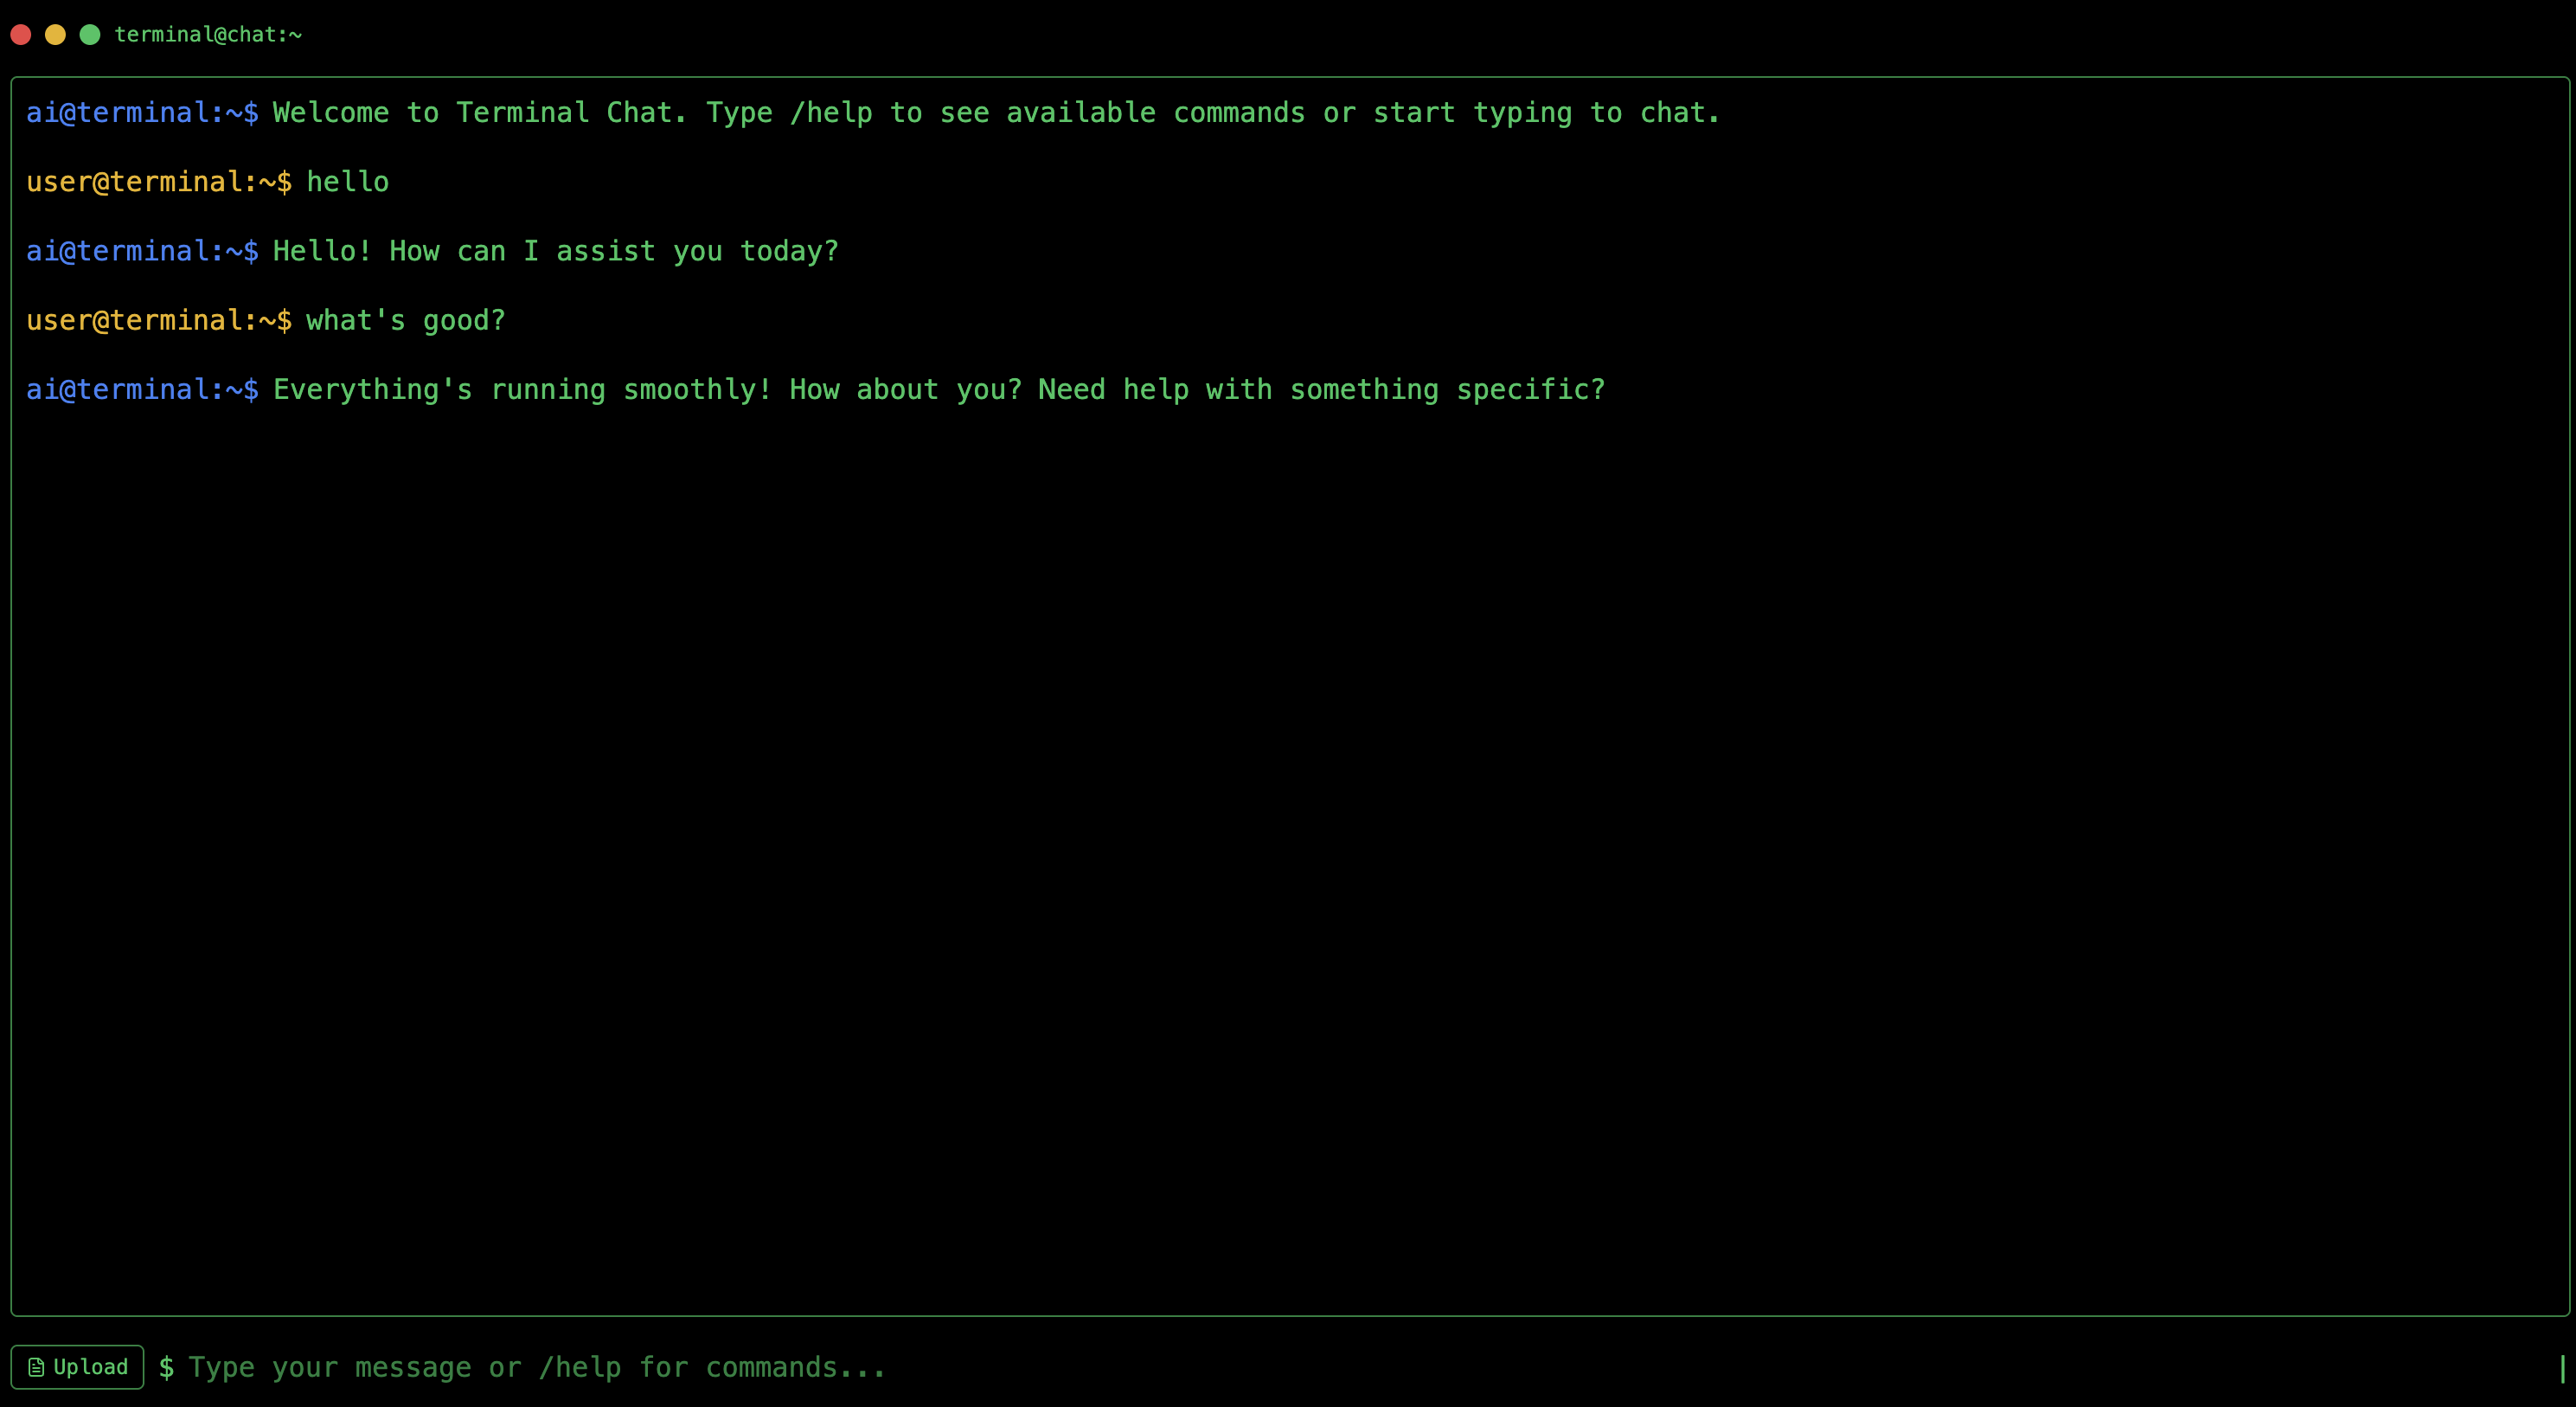 terminal@chat:~
ai@terminal:~$ Welcome to Terminal Chat. Type /help to see available commands or start typing to chat.
user@terminal:~$ hello
ai@terminal:~$ Hello! How can I assist you today?
user@terminal:~$ what's good?
ai@terminal:~$ Everything's running smoothly! How about you? Need help with something specific?
Upload $ Type your message or /help for commands...